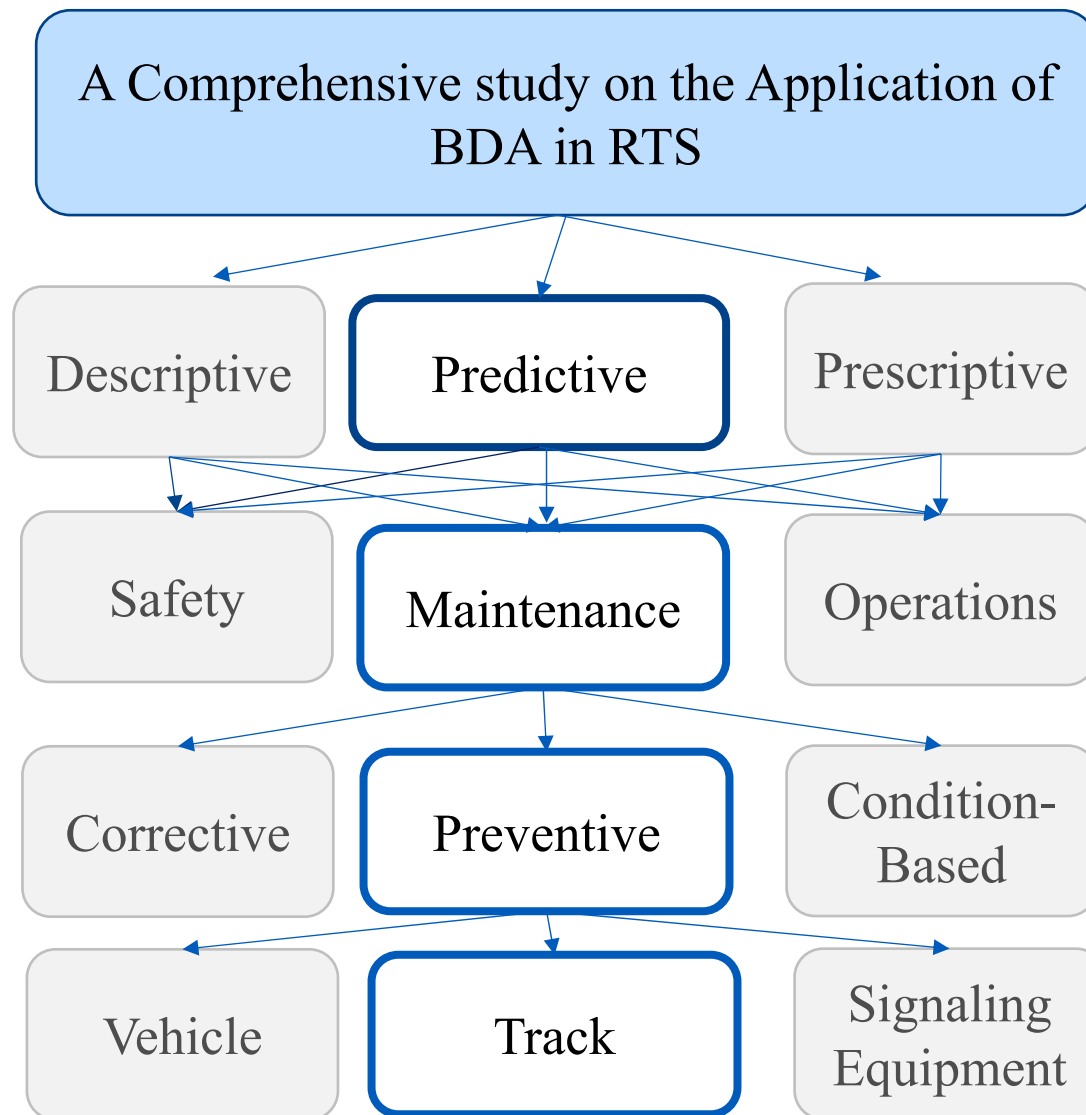 A Comprehensive study on the Application of
BDA in RTS
Descriptive
Predictive
Prescriptive
Safety
Maintenance
Operations
Corrective
Preventive
Condition-
Based
Vehicle
Track
Signaling
Equipment